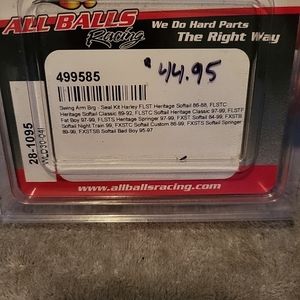 ALL BALLS
Racing
We Do Hard Parts
The Right Way
499585
$44.95
Swing Arm Brg - Seal Kit Harley FLST Heritage Softail 86-88, FLSTC
Heritage Softail Classic 89-92, FLSTC Softail Heritage Classic 97-99, FLSTF
Fat Boy 97-99, FLSTS Heritage Springer 97-99, FXST Softail 84-99, FXSTB
Softail Night Train 99, FXSTC Softail Custom 86-99, FXSTS Softail Springer
89-99, FXSTSB Softail Bad Boy 95-97
28-1095
www.allballsracing.com